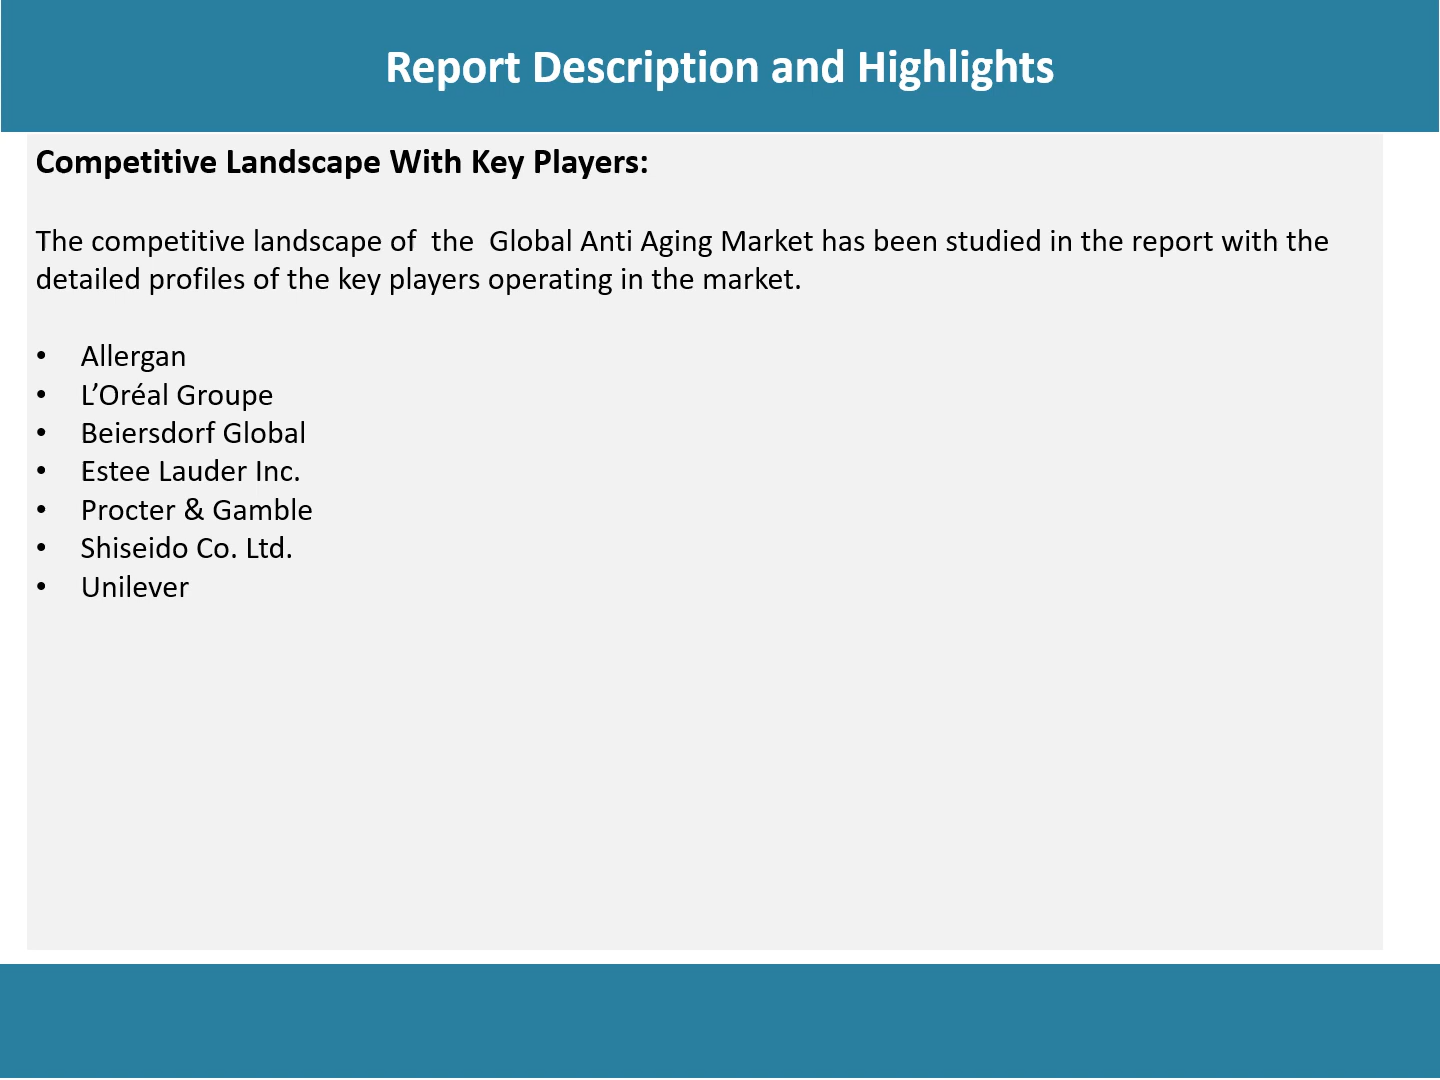 Report Description and Highlights
Competitive Landscape With Key Players:
The competitive landscape of  the  Global Anti Aging Market has been studied in the report with the
detailed profiles of the key players operating in the market.
• Allergan
• L’Oréal Groupe
• Beiersdorf Global
• Estee Lauder Inc.
• Procter & Gamble
• Shiseido Co. Ltd.
• Unilever